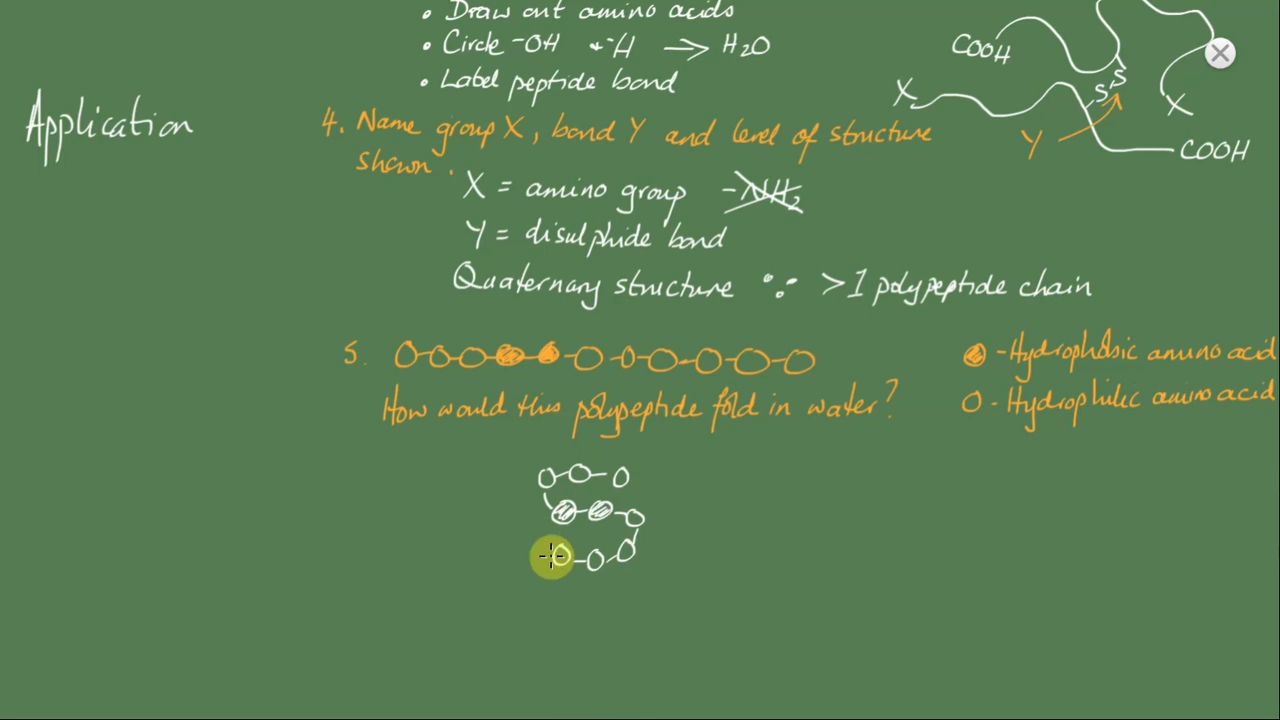 • Draw out amino acids
• Circle -OH + -H → H2O
• Label peptide bond
COOH
S
S
X
X
Y
COOH
Application
4. Name group X, bond Y and level of structure
shown.
X = amino group -NH2
Y = disulphide bond
Quaternary structure ∵ >1 polypeptide chain
5.
-Hydrophobic amino acid
How would this polypeptide fold in water?
-Hydrophilic amino acid